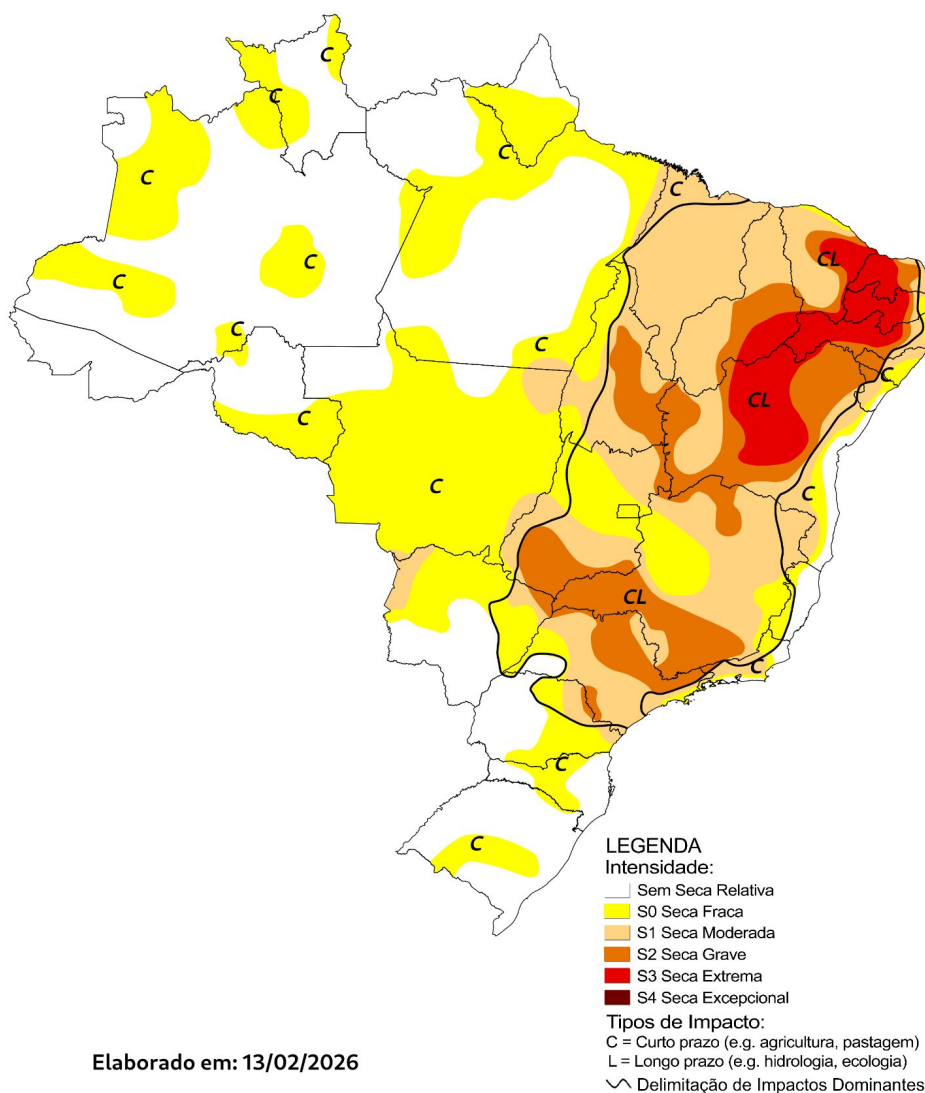 C
C
C
C
C
C
C
CL
C
C
C
C
CL
C
C
CL
C
C
C
LEGENDA
Intensidade:
Sem Seca Relativa
S0 Seca Fraca
S1 Seca Moderada
S2 Seca Grave
S3 Seca Extrema
S4 Seca Excepcional
Tipos de Impacto:
C = Curto prazo (e.g. agricultura, pastagem)
L = Longo prazo (e.g. hidrologia, ecologia)
Delimitação de Impactos Dominantes
Elaborado em: 13/02/2026